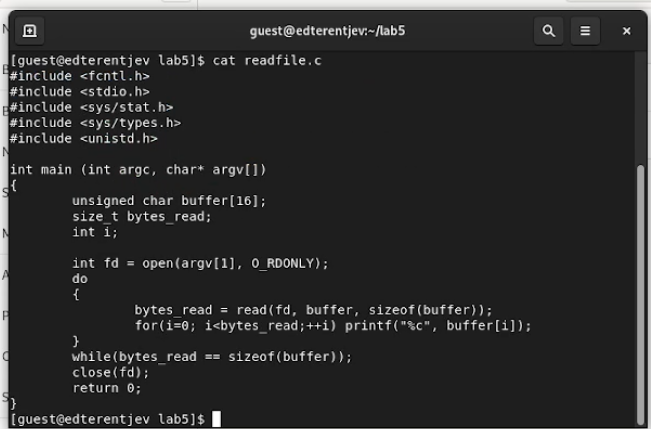 guest@edterentjev:~/lab5
[guest@edterentjev lab5]$ cat readfile.c
#include <fcntl.h>
#include <stdio.h>
#include <sys/stat.h>
#include <sys/types.h>
#include <unistd.h>
int main (int argc, char* argv[])
{
        unsigned char buffer[16];
        size_t bytes_read;
        int i;
        int fd = open(argv[1], O_RDONLY);
        do
        {
                bytes_read = read(fd, buffer, sizeof(buffer));
                for(i=0; i<bytes_read;++i) printf("%c", buffer[i]);
        }
        while(bytes_read == sizeof(buffer));
        close(fd);
        return 0;
}
[guest@edterentjev lab5]$